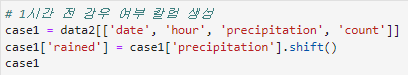 # 1시간 전 강우 여부 칼럼 생성
case1 = data2[['date', 'hour', 'precipitation', 'count']]
case1['rained'] = case1['precipitation'].shift()
case1